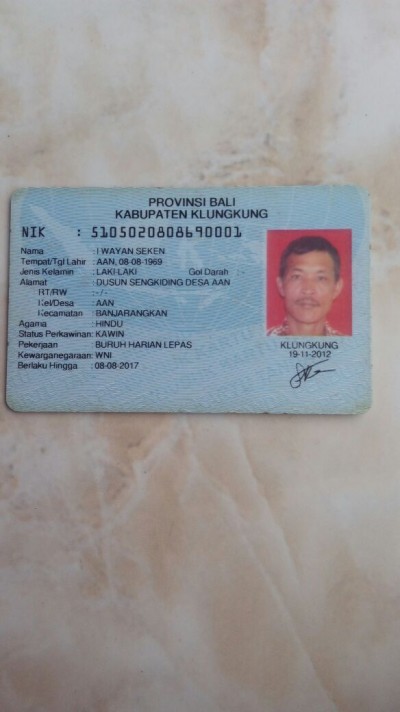 PROVINSI BALI
KABUPATEN KLUNGKUNG
NIK : 5105020808690001
Nama : I WAYAN SEKEN
Tempat/Tgl Lahir : AAN, 08-08-1969
Jenis Kelamin : LAKI-LAKI Gol Darah : -
Alamat : DUSUN SENGKIDING DESA AAN
RT/RW : -/-
Kel/Desa : AAN
Kecamatan : BANJARANGKAN
Agama : HINDU
Status Perkawinan: KAWIN
Pekerjaan : BURUH HARIAN LEPAS
Kewarganegaraan: WNI
Berlaku Hingga : 08-08-2017
KLUNGKUNG
19-11-2012